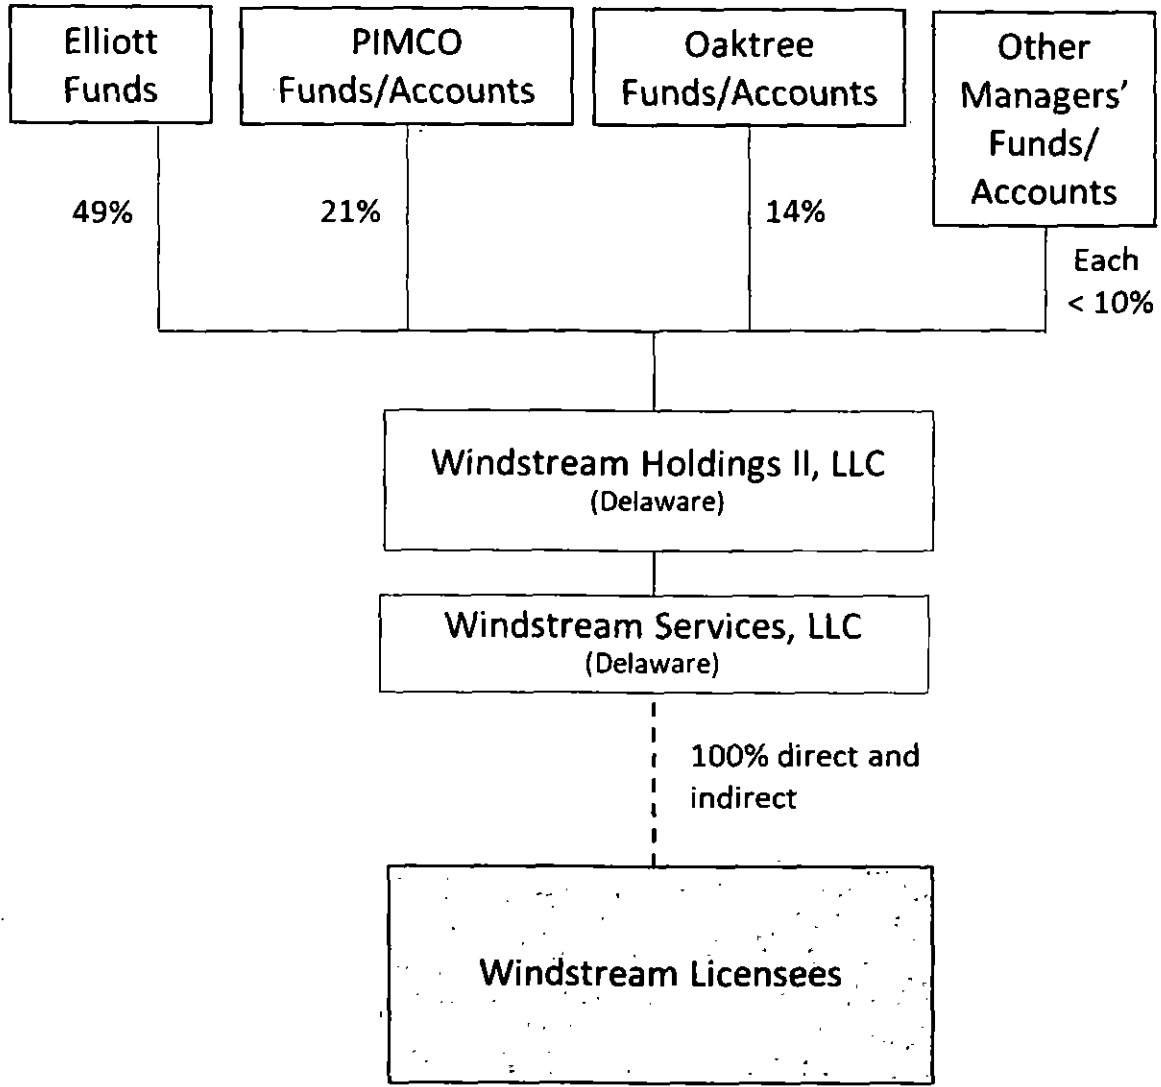 Elliott
Funds
PIMCO
Funds/Accounts
Oaktree
Funds/Accounts
Other
Managers'
Funds/
Accounts
49%
21%
14%
Each
< 10%
Windstream Holdings II, LLC
(Delaware)
Windstream Services, LLC
(Delaware)
100% direct and
indirect
Windstream Licensees